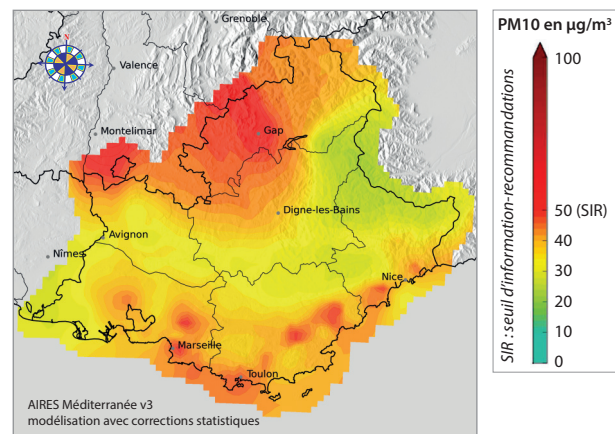 Grenoble
N
Valence
Montelimar
Gap
Digne-les-Bains
Avignon
Nîmes
Nice
Marseille
Toulon
AIRES Méditerranée v3
modélisation avec corrections statistiques
PM10 en µg/m³
100
50 (SIR)
40
30
20
10
0
SIR : seuil d'information-recommandations